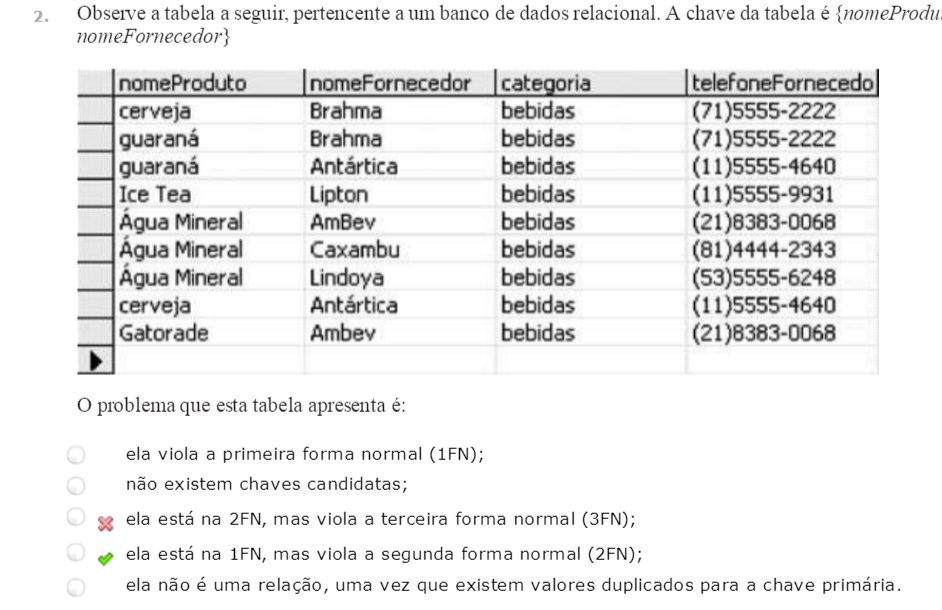 2. Observe a tabela a seguir, pertencente a um banco de dados relacional. A chave da tabela é {nomeProdu
nomeFornecedor}
nomeProduto nomeFornecedor categoria telefoneFornecedo
cerveja Brahma bebidas (71)5555-2222
guaraná Brahma bebidas (71)5555-2222
guaraná Antártica bebidas (11)5555-4640
Ice Tea Lipton bebidas (11)5555-9931
Água Mineral AmBev bebidas (21)8383-0068
Água Mineral Caxambu bebidas (81)4444-2343
Água Mineral Lindoya bebidas (53)5555-6248
cerveja Antártica bebidas (11)5555-4640
Gatorade Ambev bebidas (21)8383-0068
O problema que esta tabela apresenta é:
ela viola a primeira forma normal (1FN);
não existem chaves candidatas;
ela está na 2FN, mas viola a terceira forma normal (3FN);
ela está na 1FN, mas viola a segunda forma normal (2FN);
ela não é uma relação, uma vez que existem valores duplicados para a chave primária.